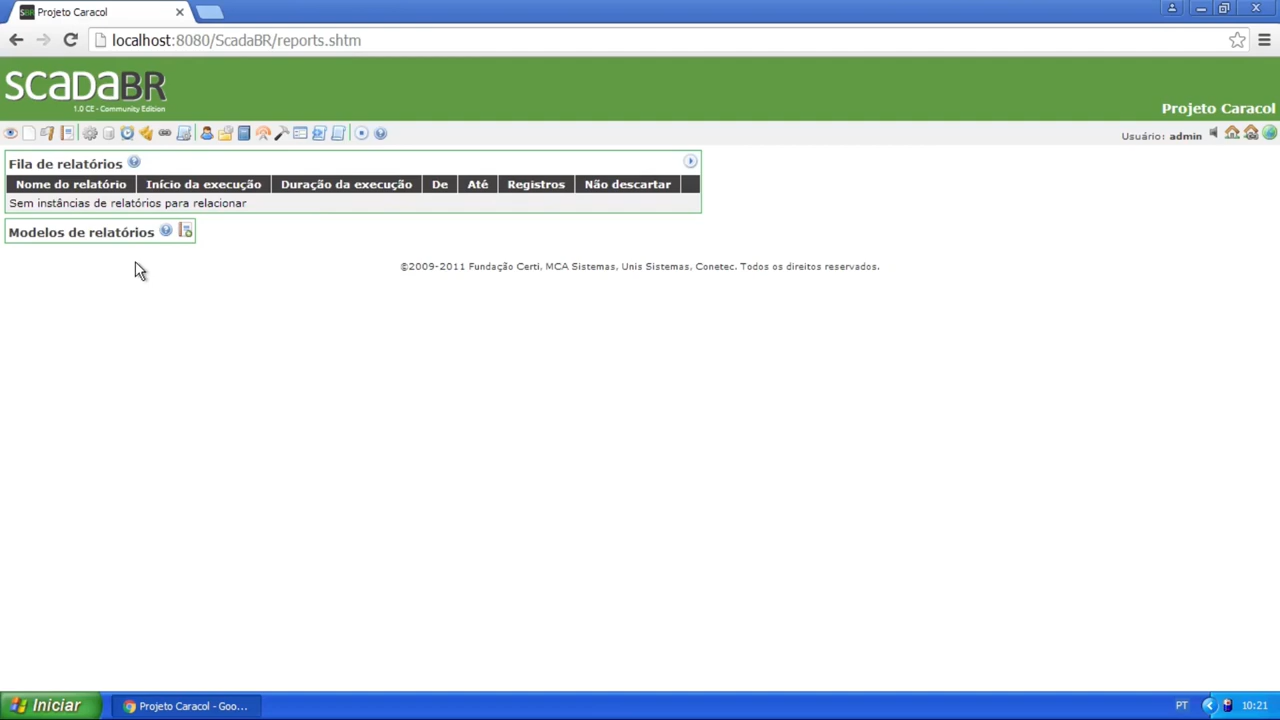 Projeto Caracol
localhost:8080/ScadaBR/reports.shtm
scadaBR
1.0 CE - Community Edition
Projeto Caracol
Usuário: admin
Fila de relatórios
Nome do relatório Início da execução Duração da execução De Até Registros Não descartar
Sem instâncias de relatórios para relacionar
Modelos de relatórios
©2009-2011 Fundação Certi, MCA Sistemas, Unis Sistemas, Conetec. Todos os direitos reservados.
Iniciar
Projeto Caracol - Goo...
PT
10:21